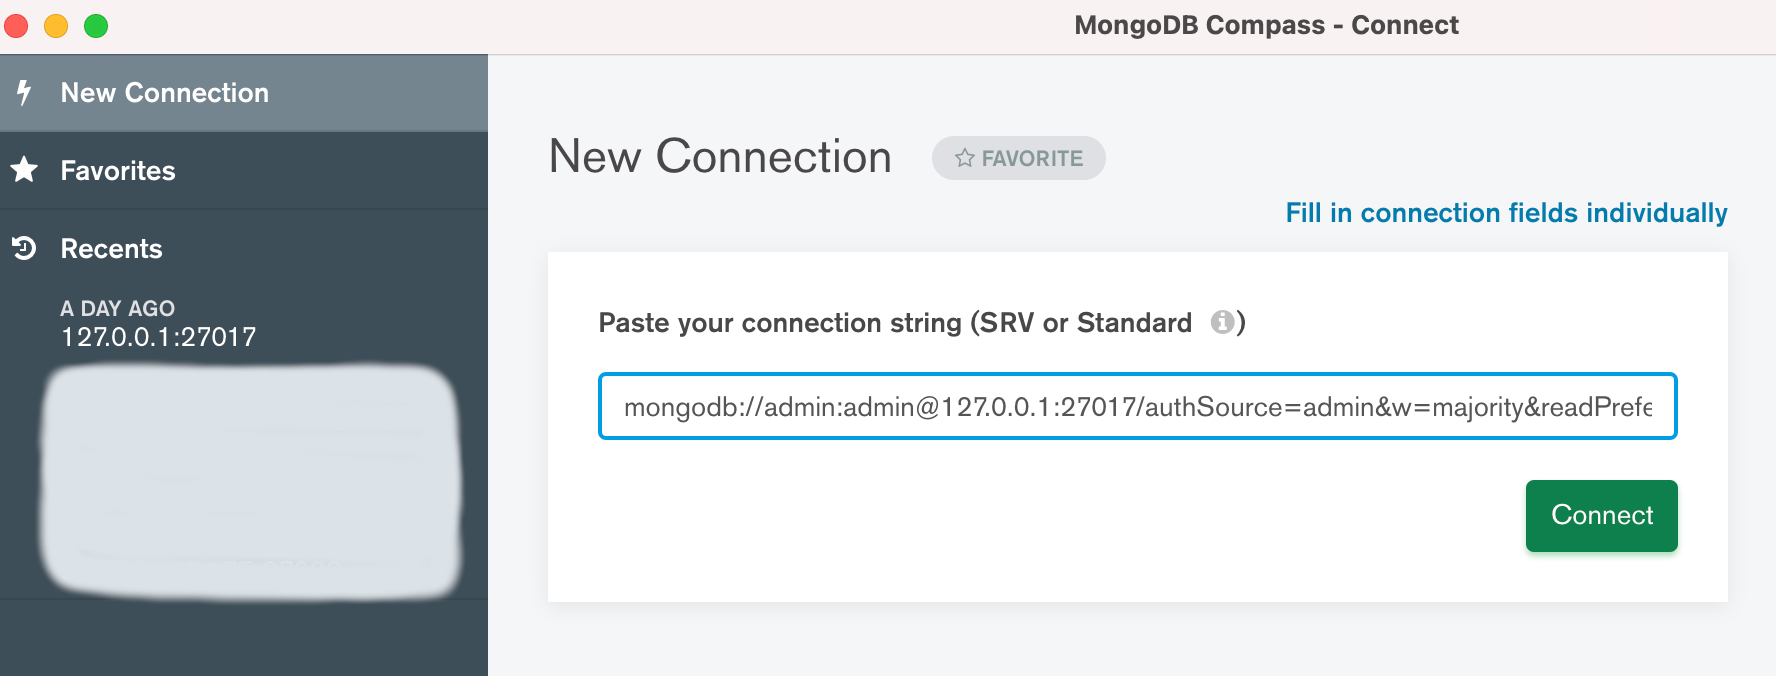 MongoDB Compass - Connect
New Connection
Favorites
Recents
A DAY AGO
127.0.0.1:27017
New Connection
FAVORITE
Fill in connection fields individually
Paste your connection string (SRV or Standard )
mongodb://admin:admin@127.0.0.1:27017/authSource=admin&w=majority&readPrefe
Connect